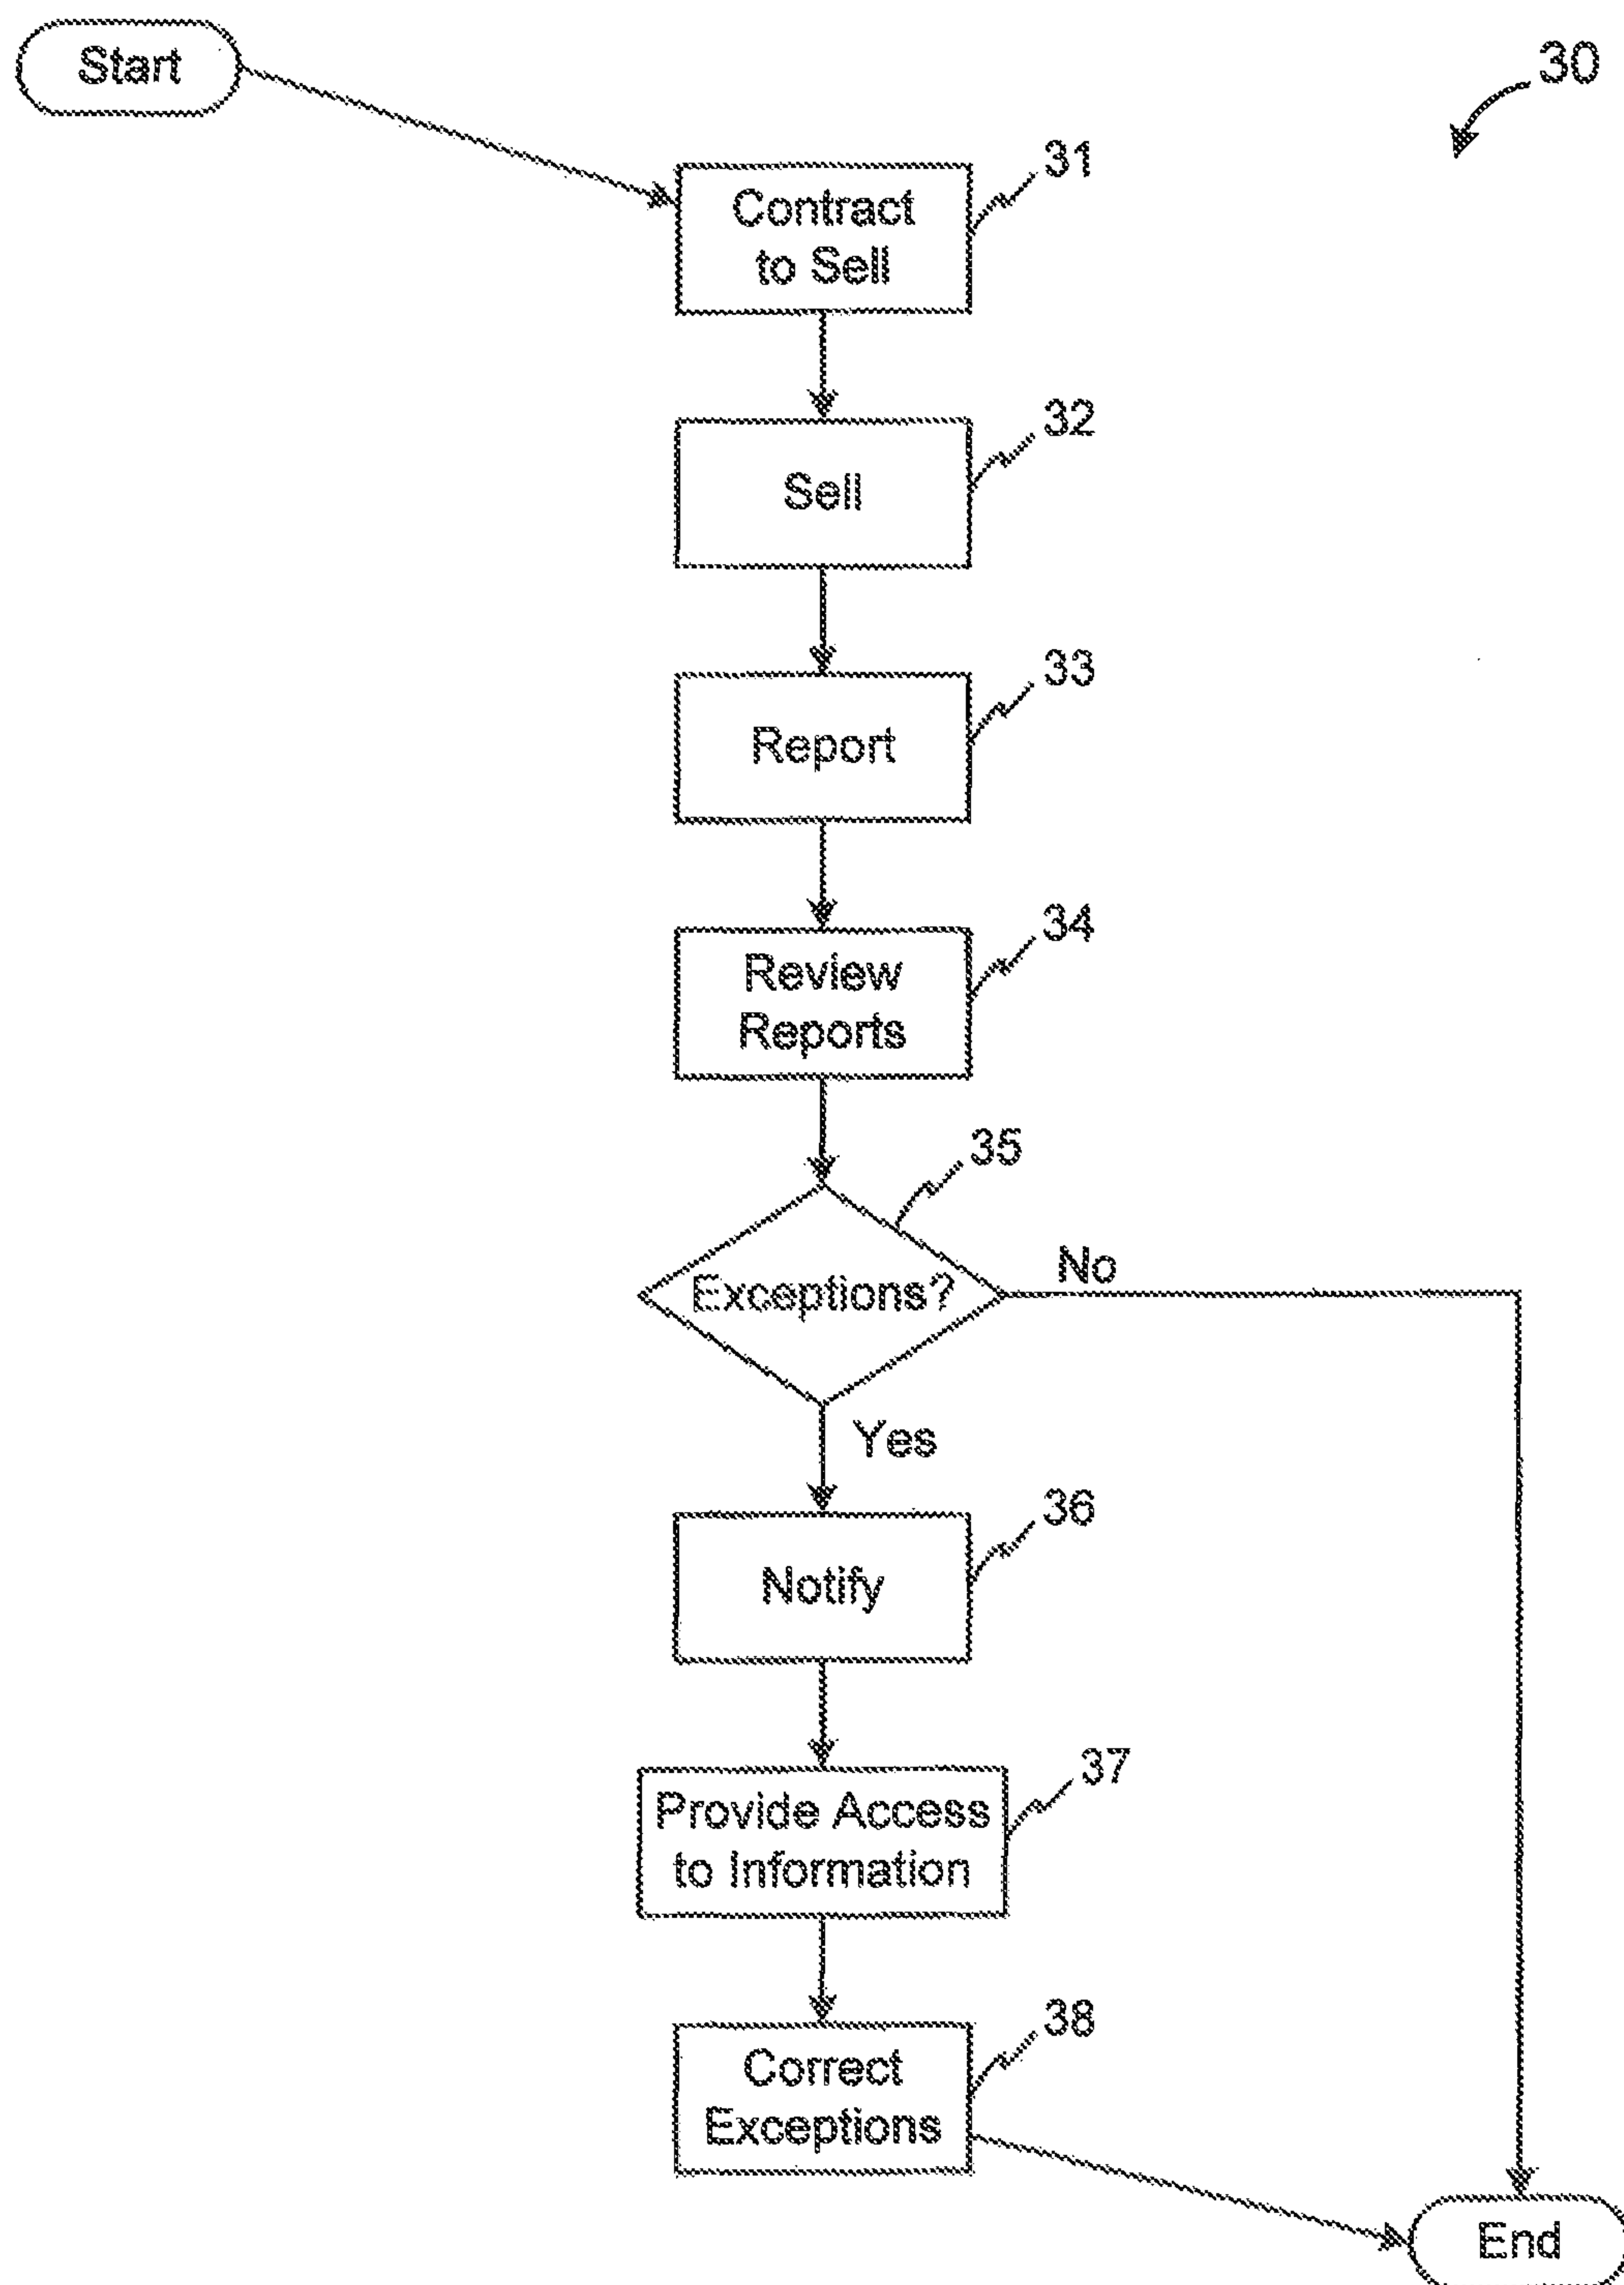 Start
30
31
Contract
to Sell
32
Sell
33
Report
34
Review
Reports
35
Exceptions?
No
Yes
36
Notify
37
Provide Access
to Information
38
Correct
Exceptions
End